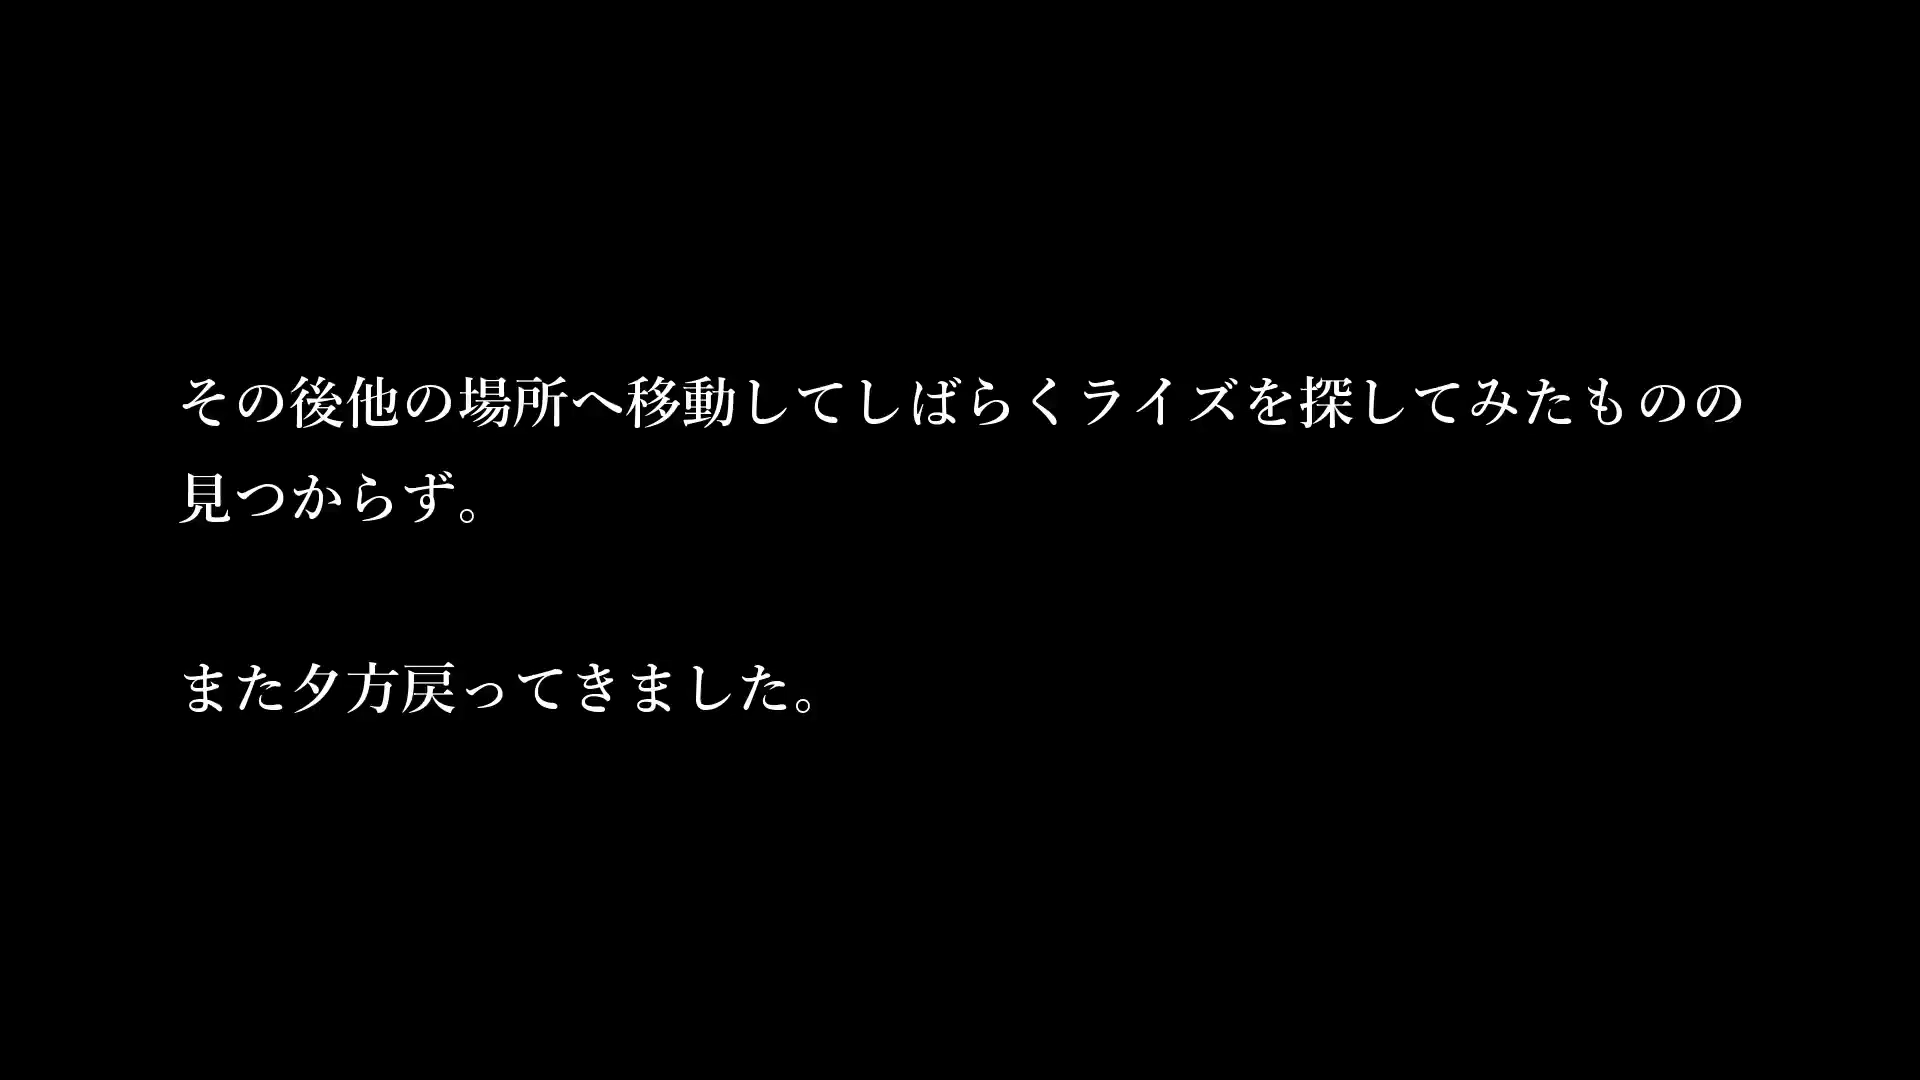 その後他の場所へ移動してしばらくライズを探してみたものの
見つからず。
また夕方戻ってきました。